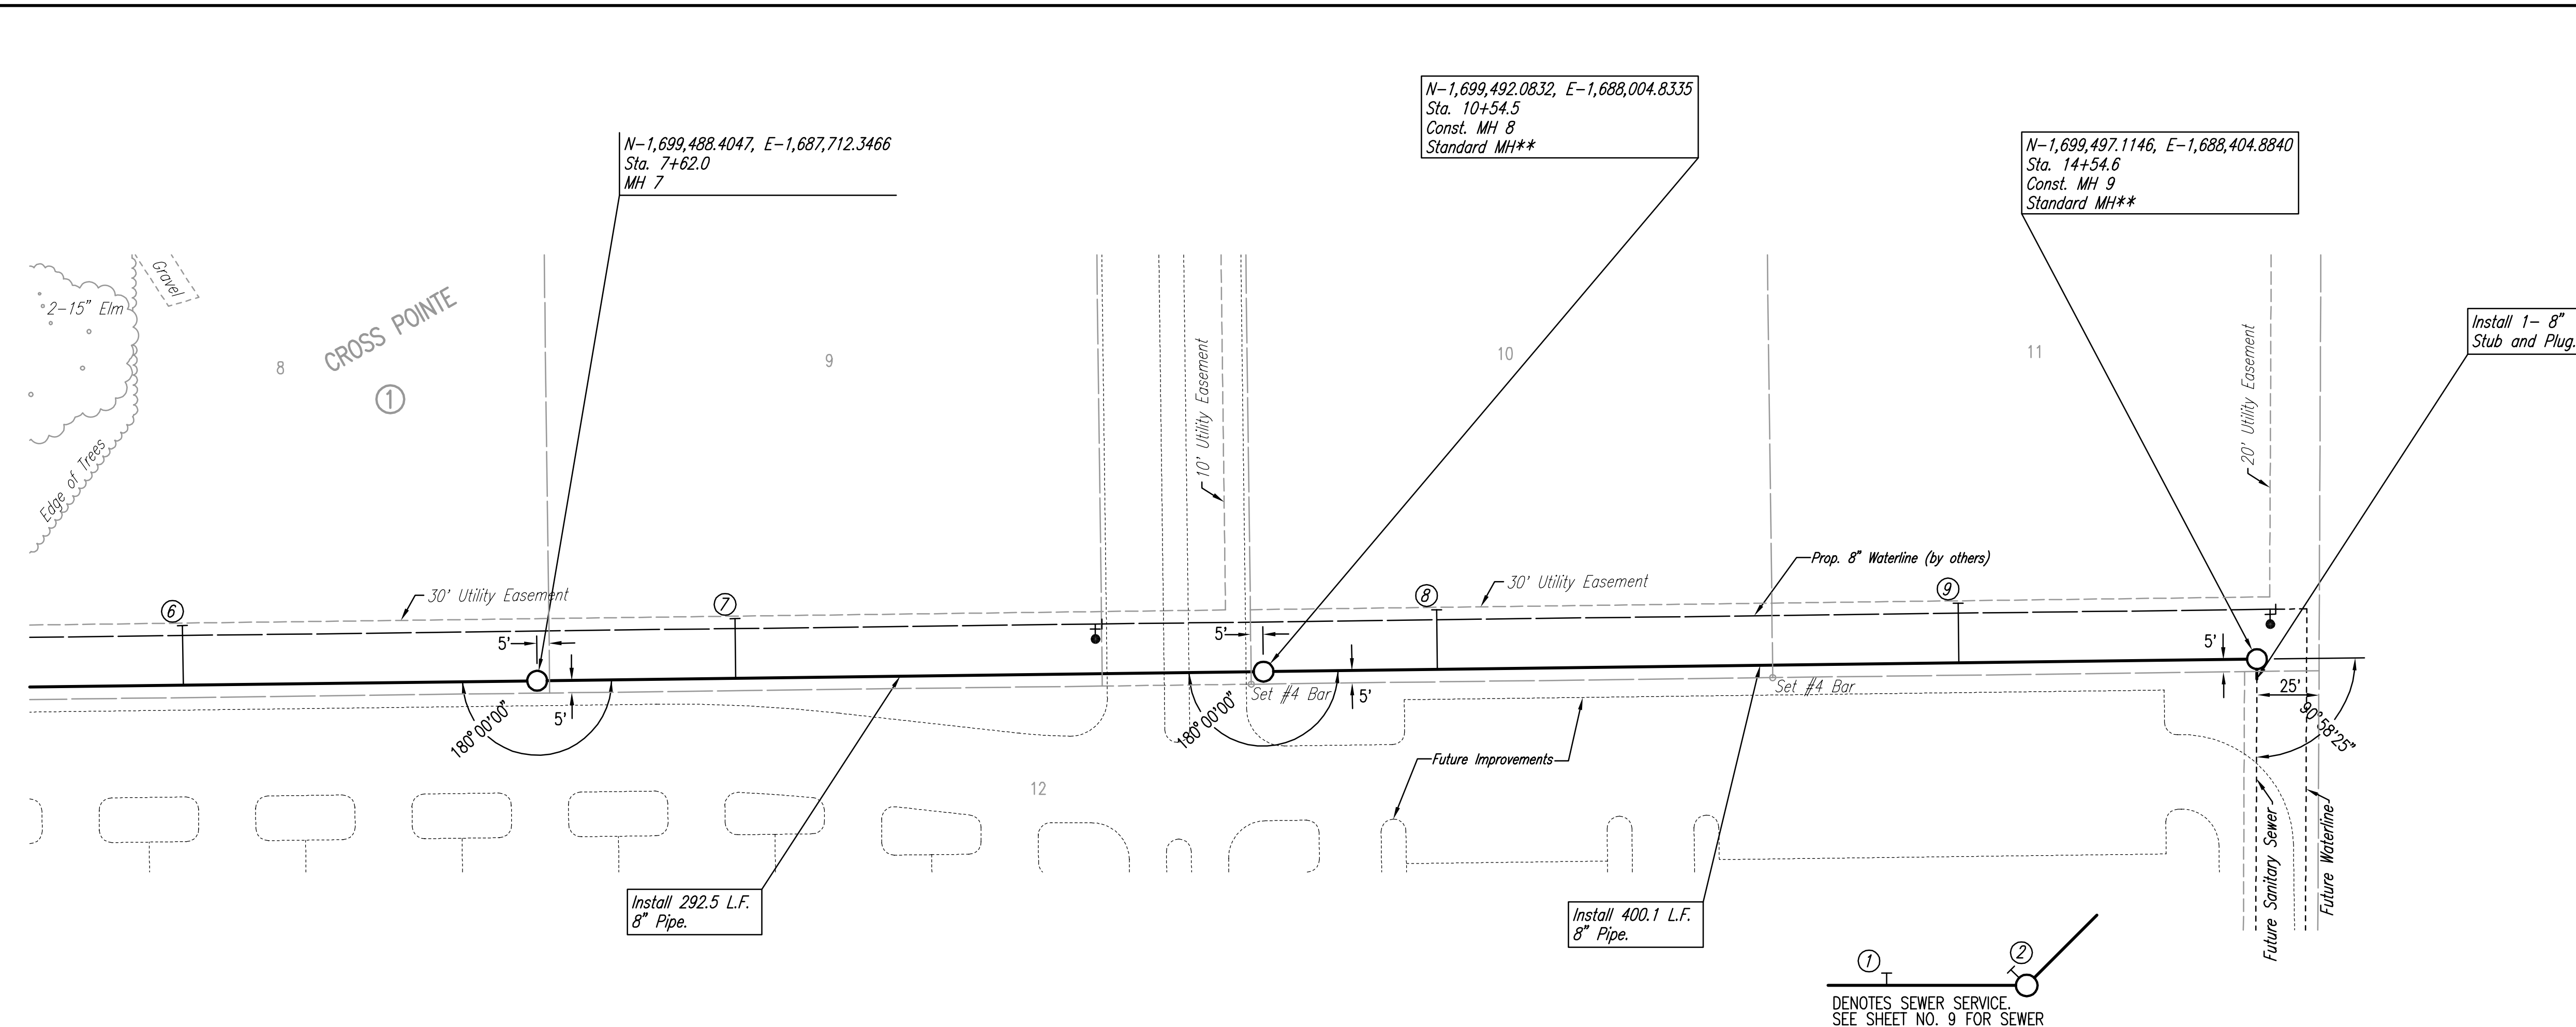 N-1,699,492.0832, E-1,688,004.8335
Sta. 10+54.5
Const. MH 8
Standard MH**
N-1,699,488.4047, E-1,687,712.3466
Sta. 7+62.0
MH 7
N-1,699,497.1146, E-1,688,404.8840
Sta. 14+54.6
Const. MH 9
Standard MH**
Gravel
2-15" Elm
CROSS POINTE
1
8
9
10
11
Install 1- 8"
Stub and Plug.
10' Utility Easement
20' Utility Easement
Edge of Trees
Prop. 8" Waterline (by others)
30' Utility Easement
30' Utility Easement
6
7
8
9
5'
5'
5'
5'
5'
25'
Set #4 Bar
Set #4 Bar
180°00'00"
180°00'00"
90°58'25"
Future Improvements
12
Future Sanitary Sewer
Future Waterline
Install 292.5 L.F.
8" Pipe.
Install 400.1 L.F.
8" Pipe.
1
2
DENOTES SEWER SERVICE.
SEE SHEET NO. 9 FOR SEWER